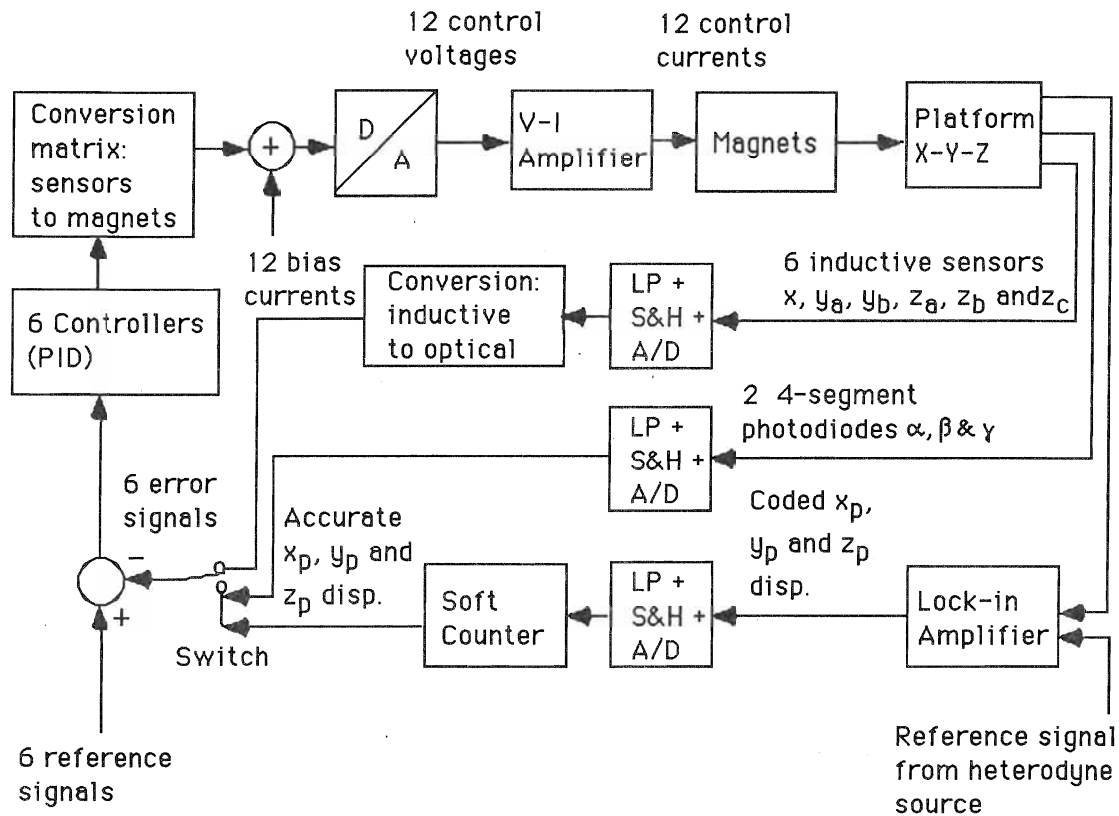 12 control
voltages
12 control
currents
Conversion
matrix:
sensors
to magnets
+
D
A
V-I
Amplifier
Magnets
Platform
X-Y-Z
12 bias
currents
Conversion:
inductive
to optical
LP +
S&H +
A/D
6 inductive sensors
x, ya, yb, za, zb andzc
6 Controllers
(PID)
2 4-segment
photodiodes α, β & γ
LP +
S&H +
A/D
6 error
signals
Accurate
xp, yp and
zp disp.
Coded xp,
yp and zp
disp.
−
+
Switch
Soft
Counter
LP +
S&H +
A/D
Lock-in
Amplifier
6 reference
signals
Reference signal
from heterodyne
source